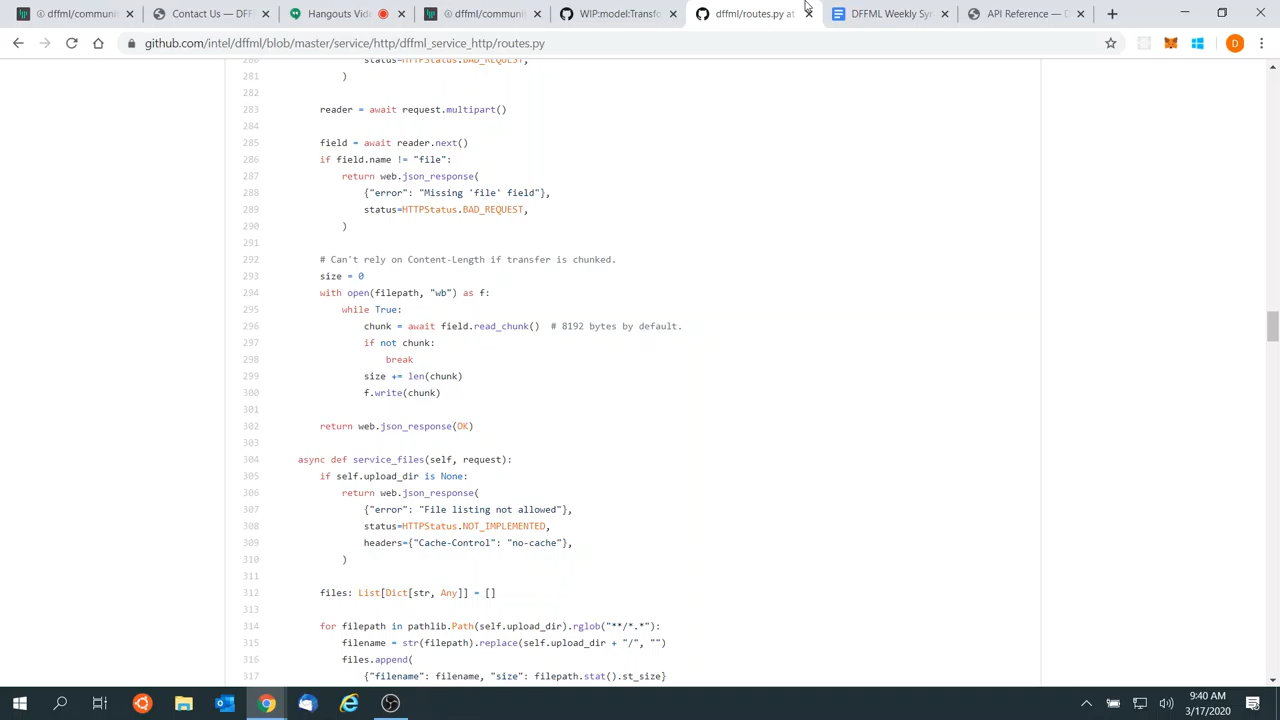 ① dffml/communi
Contact Us — DFF
Hangouts Video
① dffml/communit
WIP:model:Transfo
dffml/routes.py at
DFFML Weekly Syn
API Reference — D
github.com/intel/dffml/blob/master/service/http/dffml_service_http/routes.py
D
280 status=HTTPStatus.BAD_REQUEST,
281 )
282
283 reader = await request.multipart()
284
285 field = await reader.next()
286 if field.name != "file":
287 return web.json_response(
288 {"error": "Missing 'file' field"},
289 status=HTTPStatus.BAD_REQUEST,
290 )
291
292 # Can't rely on Content-Length if transfer is chunked.
293 size = 0
294 with open(filepath, "wb") as f:
295 while True:
296 chunk = await field.read_chunk()  # 8192 bytes by default.
297 if not chunk:
298 break
299 size += len(chunk)
300 f.write(chunk)
301
302 return web.json_response(OK)
303
304 async def service_files(self, request):
305 if self.upload_dir is None:
306 return web.json_response(
307 {"error": "File listing not allowed"},
308 status=HTTPStatus.NOT_IMPLEMENTED,
309 headers={"Cache-Control": "no-cache"},
310 )
311
312 files: List[Dict[str, Any]] = []
313
314 for filepath in pathlib.Path(self.upload_dir).rglob("**/*.*"):
315 filename = str(filepath).replace(self.upload_dir + "/", "")
316 files.append(
317 {"filename": filename, "size": filepath.stat().st_size}
9:40 AM
3/17/2020